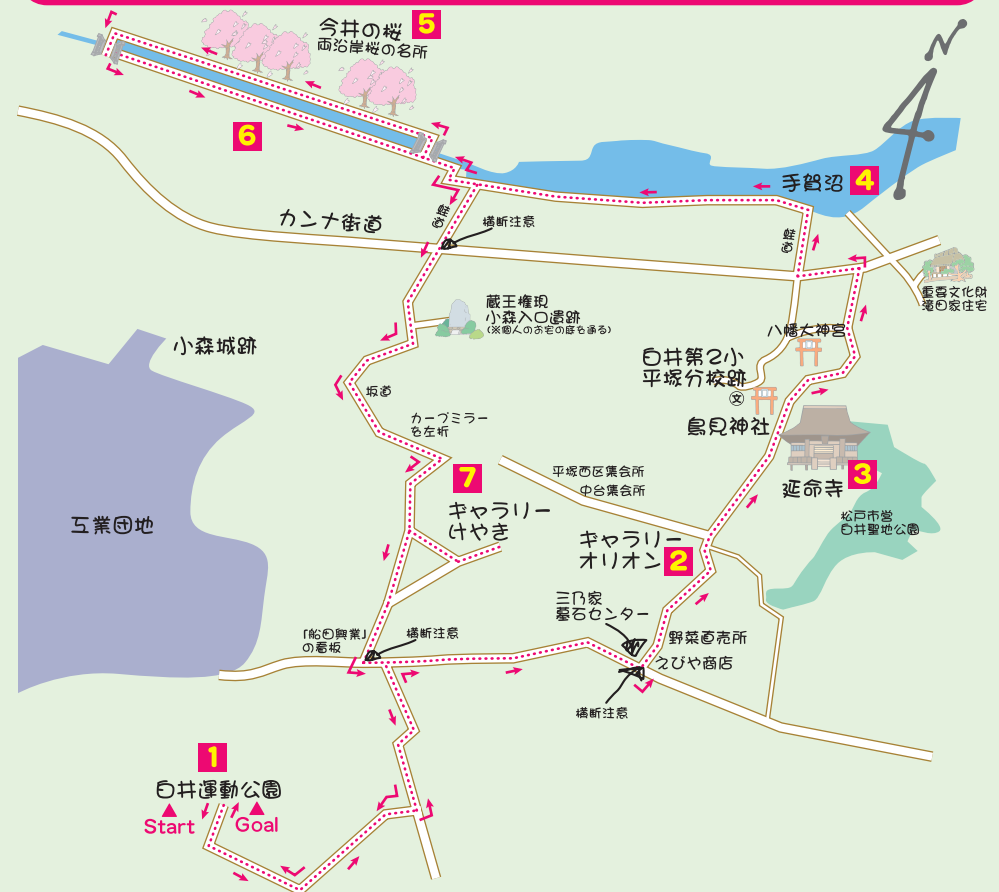 今井の桜 5
両沿岸桜の名所
6
手賀沼 4
カンナ街道
農道
横断注意
農道
重要文化財
滝田家住宅
蔵王権現
小森入口遺跡
(※個人のお宅の庭を通る)
八幡大神宮
小森城跡
白井第2小
平塚分校跡
文
鳥見神社
坂道
カーブミラー
を左折
延命寺 3
7
ギャラリー
けやき
平塚西区集会所
中台集会所
松戸市営
白井聖地公園
工業団地
ギャラリー
オリオン 2
三乃家
墓石センター
「船田興業」
の看板
横断注意
野菜直売所
えびや商店
横断注意
1
白井運動公園
Start
Goal